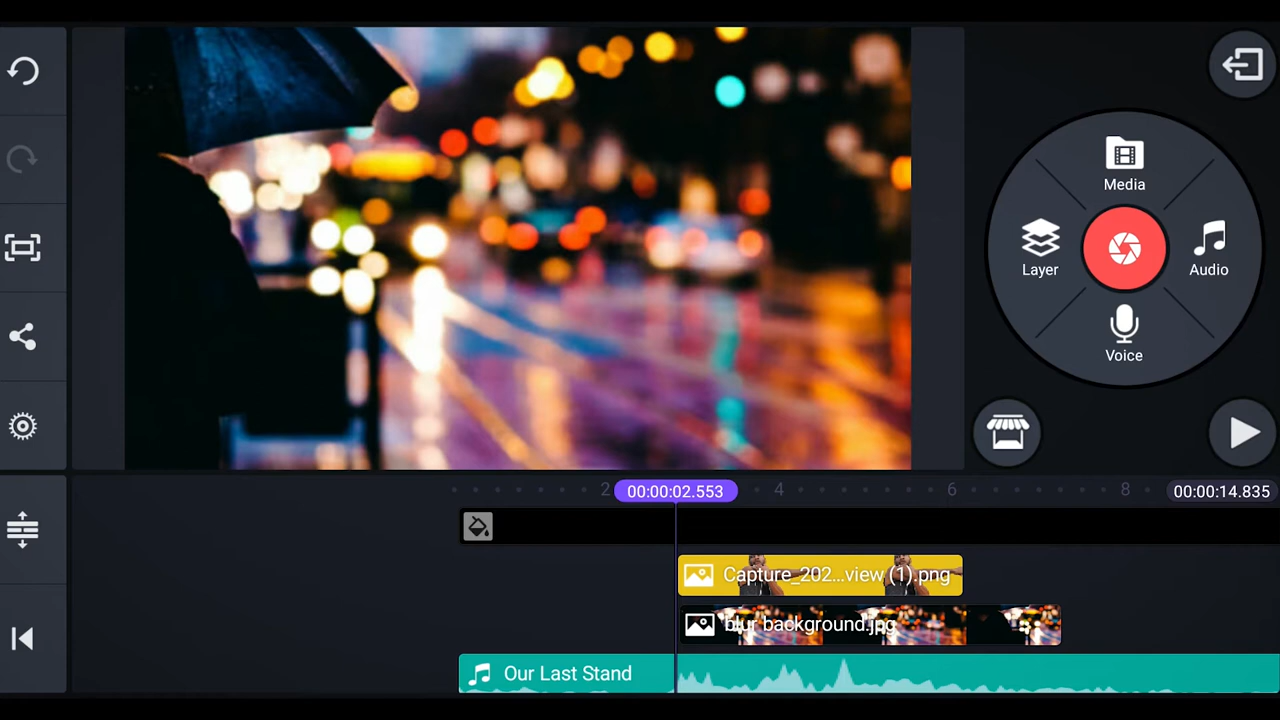 Media
Layer
Audio
Voice
2
00:00:02.553
4
6
8
00:00:14.835
Capture_202...view (1).png
blur background.jpg
Our Last Stand